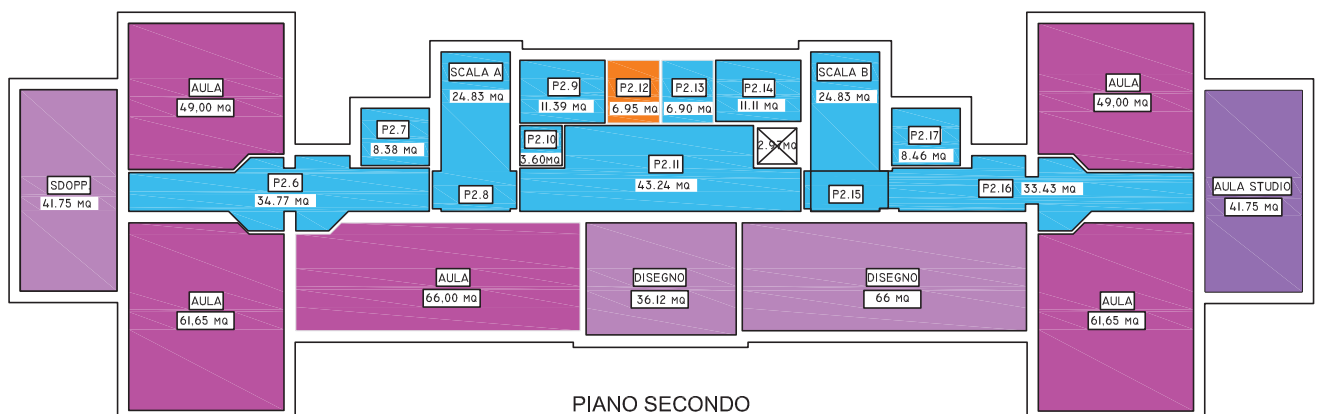 AULA
49,00 MQ
SDOPP.
41.75 MQ
AULA
61,65 MQ
P2.6
34.77 MQ
P2.7
8.38 MQ
SCALA A
24.83 MQ
P2.8
P2.9
11.39 MQ
P2.12
6.95 MQ
P2.13
6.90 MQ
P2.14
11.11 MQ
P2.10
3.60MQ
P2.11
43.24 MQ
2.97MQ
SCALA B
24.83 MQ
P2.15
P2.17
8.46 MQ
P2.16 33.43 MQ
AULA
49,00 MQ
AULA STUDIO
41.75 MQ
AULA
66,00 MQ
DISEGNO
36.12 MQ
DISEGNO
66 MQ
AULA
61,65 MQ
PIANO SECONDO